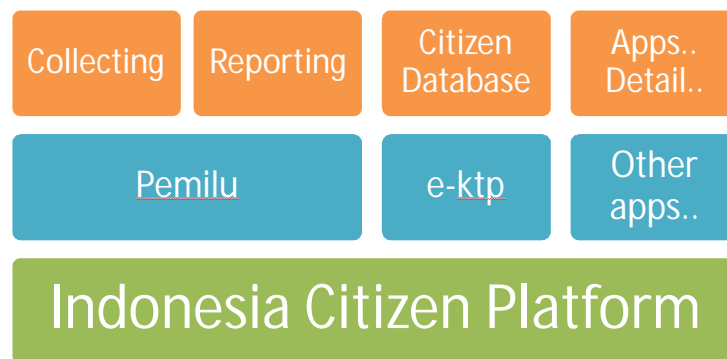 Collecting
Reporting
Citizen
Database
Apps..
Detail..
Pemilu
e-ktp
Other
apps..
Indonesia Citizen Platform